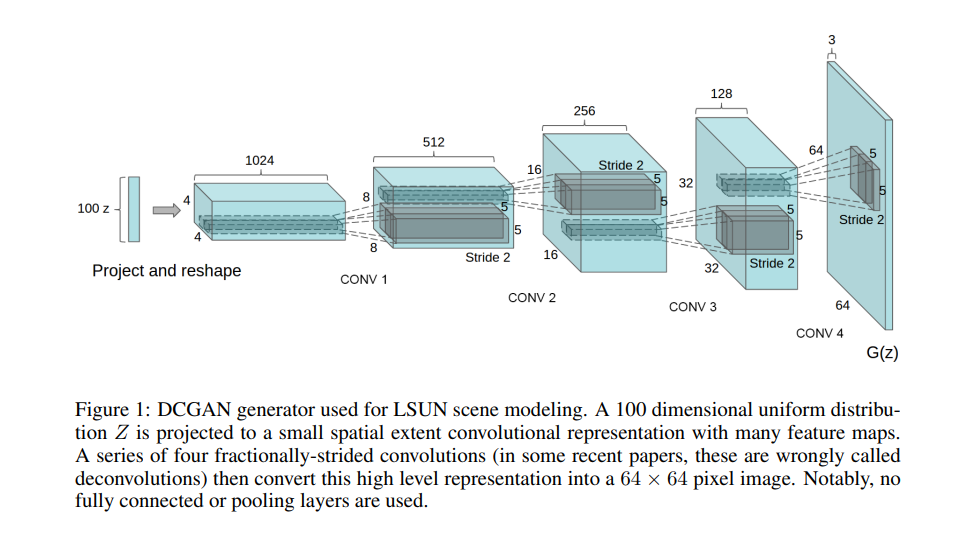 3
128
256
512
1024
64
5
Stride 2
16
5
32
8
4
5
5
100 z
5
5
5
5
Stride 2
4
8
Stride 2
16
Stride 2
32
Project and reshape
CONV 1
CONV 2
CONV 3
64
CONV 4
G(z)
Figure 1: DCGAN generator used for LSUN scene modeling. A 100 dimensional uniform distribu-
tion Z is projected to a small spatial extent convolutional representation with many feature maps.
A series of four fractionally-strided convolutions (in some recent papers, these are wrongly called
deconvolutions) then convert this high level representation into a 64 × 64 pixel image. Notably, no
fully connected or pooling layers are used.